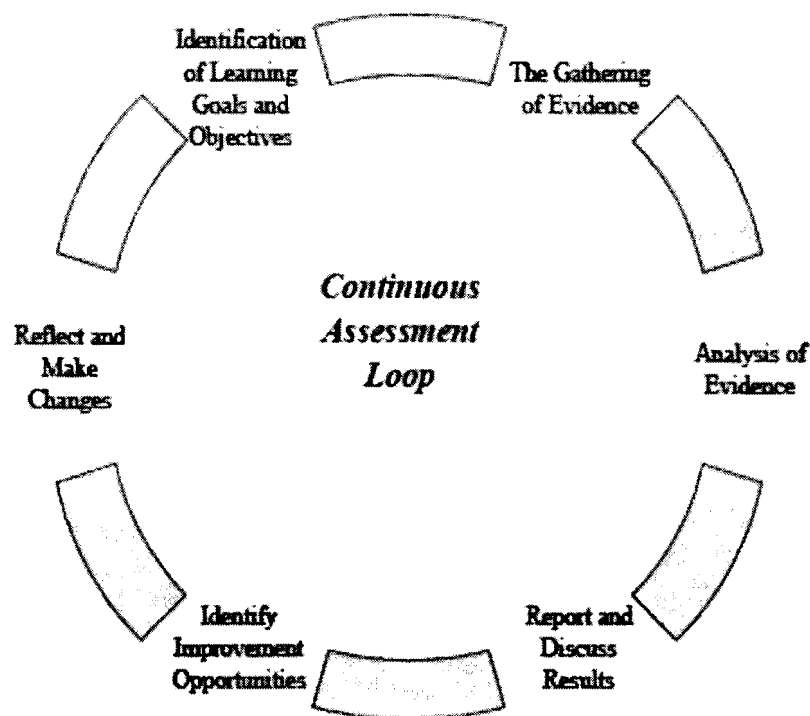 Identification
of Learning
Goals and
Objectives
The Gathering
of Evidence
Continuous
Assessment
Loop
Analysis of
Evidence
Report and
Discuss
Results
Identify
Improvement
Opportunities
Reflect and
Make
Changes